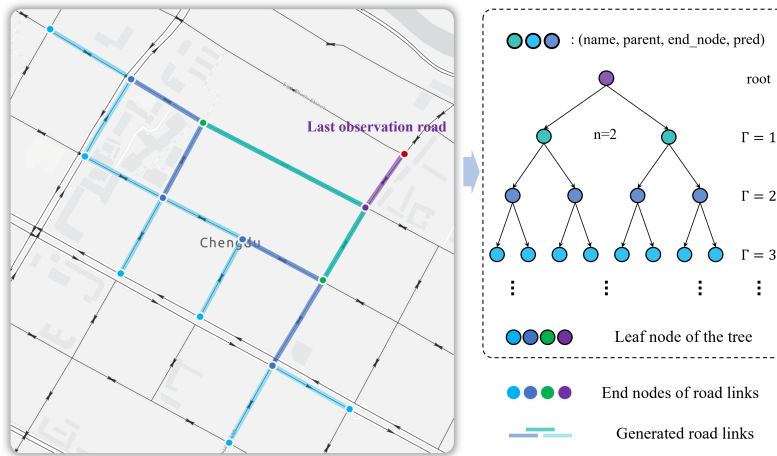 Last observation road
Chengdu
: (name, parent, end_node, pred)
root
n=2
Γ = 1
Γ = 2
Γ = 3
Leaf node of the tree
End nodes of road links
Generated road links